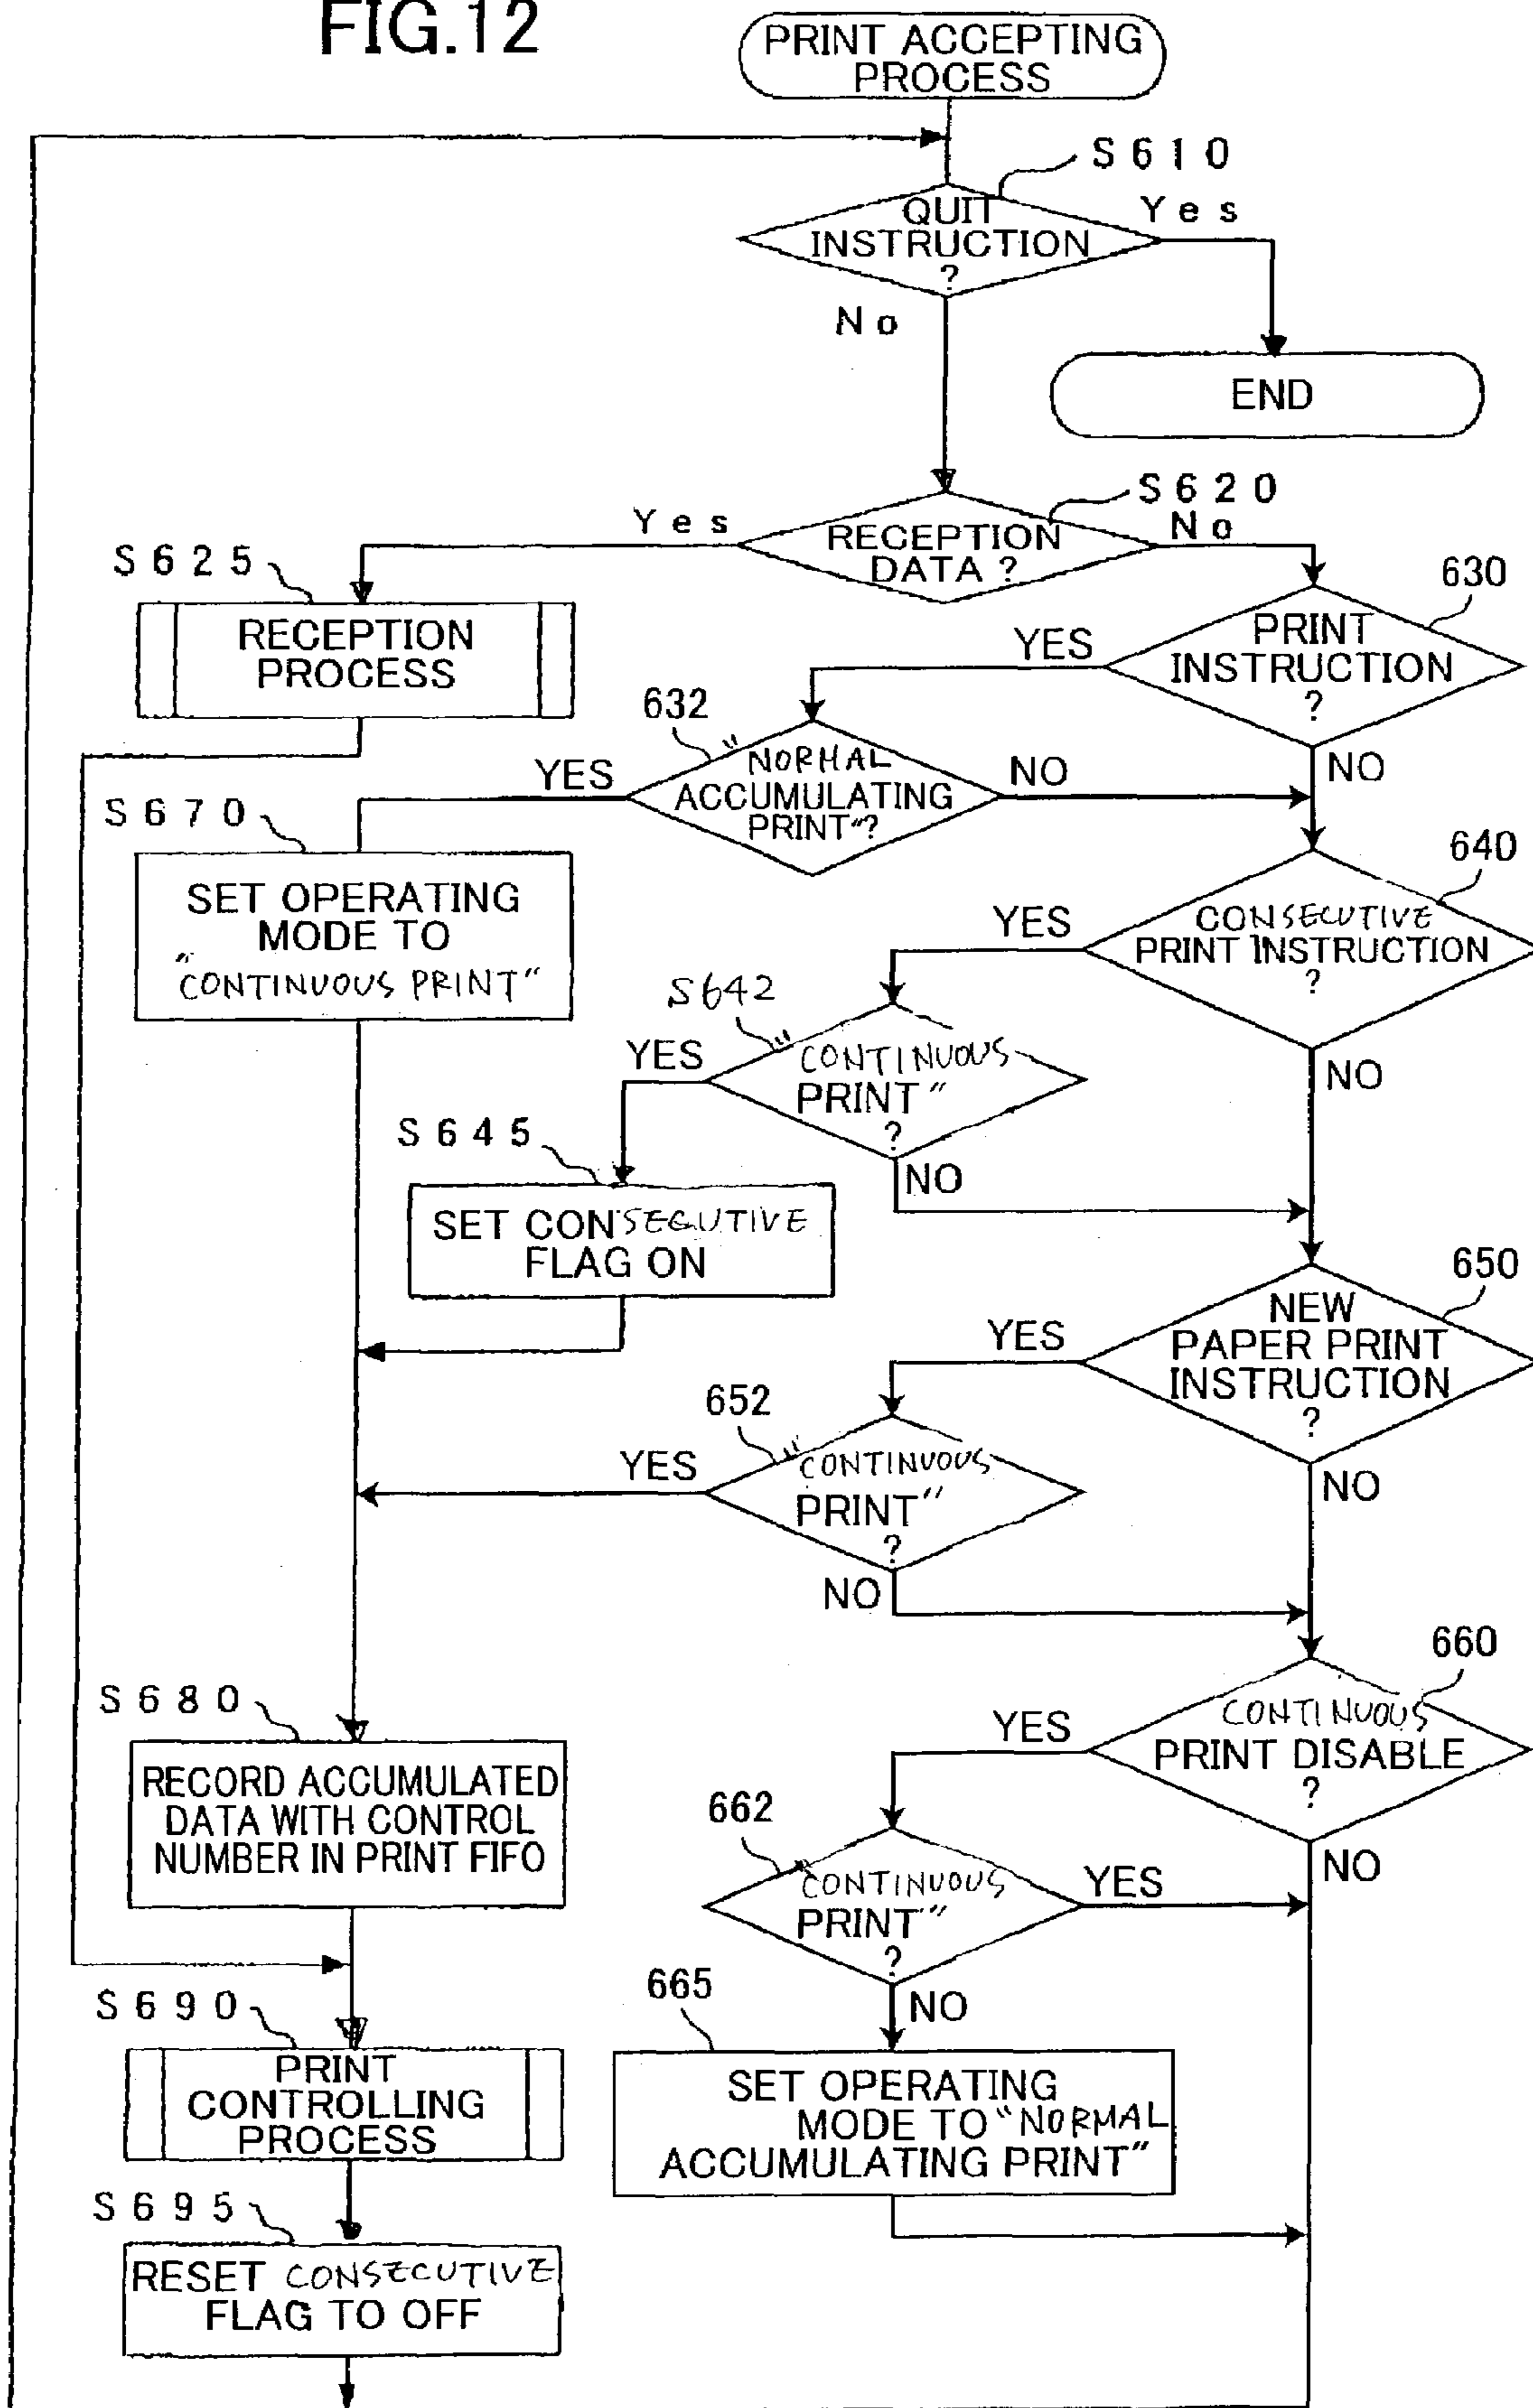 FIG.12
PRINT ACCEPTING
PROCESS
S610
QUIT
INSTRUCTION
?
Yes
No
END
S620
RECEPTION
DATA ?
Yes
No
S625
RECEPTION
PROCESS
630
PRINT
INSTRUCTION
?
YES
NO
632
"NORMAL
ACCUMULATING
PRINT"?
YES
NO
S670
SET OPERATING
MODE TO
"CONTINUOUS PRINT"
640
CONSECUTIVE
PRINT INSTRUCTION
?
YES
NO
S642
"CONTINUOUS
PRINT"
?
YES
NO
S645
SET CONSECUTIVE
FLAG ON
650
NEW
PAPER PRINT
INSTRUCTION
?
YES
NO
652
"CONTINUOUS
PRINT"
?
YES
NO
660
CONTINUOUS
PRINT DISABLE
?
YES
NO
S680
RECORD ACCUMULATED
DATA WITH CONTROL
NUMBER IN PRINT FIFO
662
"CONTINUOUS
PRINT"
?
YES
NO
665
SET OPERATING
MODE TO "NORMAL
ACCUMULATING PRINT"
S690
PRINT
CONTROLLING
PROCESS
S695
RESET CONSECUTIVE
FLAG TO OFF